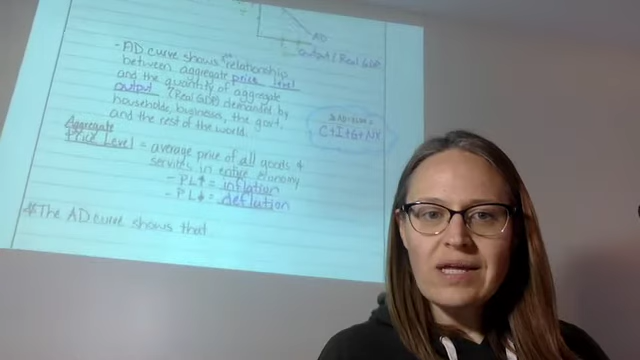 AD
output / Real GDP
- AD curve shows the relationship
between aggregate price level
and the quantity of aggregate
output (Real GDP) demanded by
households, business, the gov't,
and the rest of the world.
C+I+G+NX
Aggregate
Price Level = average price of all goods +
services in entire economy
- PL↑ = inflation
- PL↓ = deflation
*The AD curve shows that